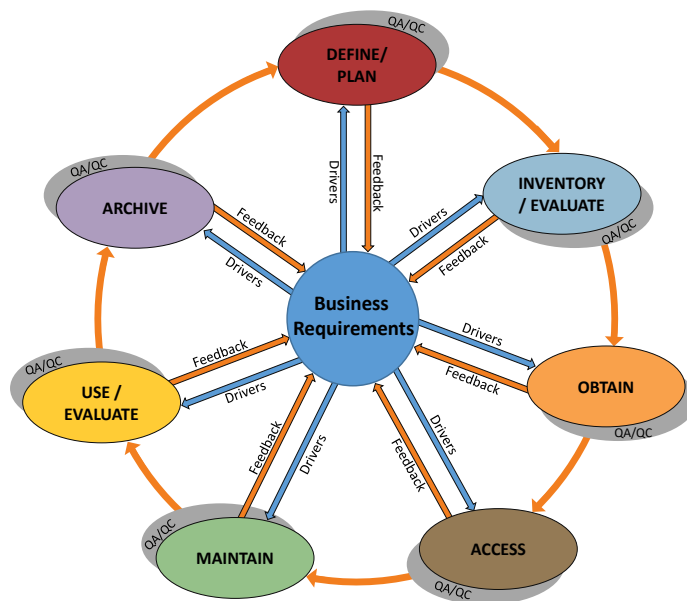 QA/QC
DEFINE/
PLAN
QA/QC
ARCHIVE
Drivers
Feedback
INVENTORY
/ EVALUATE
QA/QC
Feedback
Drivers
Drivers
Feedback
Business
Requirements
Drivers
Feedback
QA/QC
USE /
EVALUATE
Feedback
Drivers
OBTAIN
QA/QC
Feedback
Drivers
Feedback
Drivers
QA/QC
MAINTAIN
ACCESS
QA/QC